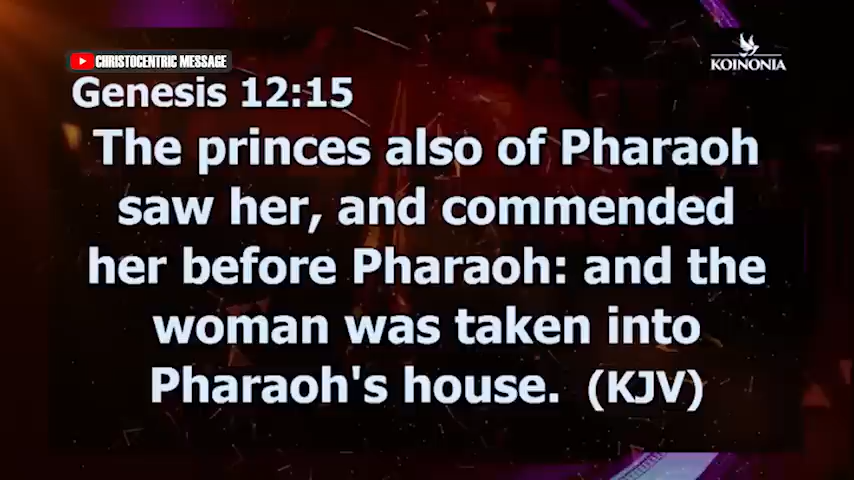 CHRISTOCENTRIC MESSAGE
KOINONIA
Genesis 12:15
The princes also of Pharaoh
saw her, and commended
her before Pharaoh: and the
woman was taken into
Pharaoh's house. (KJV)